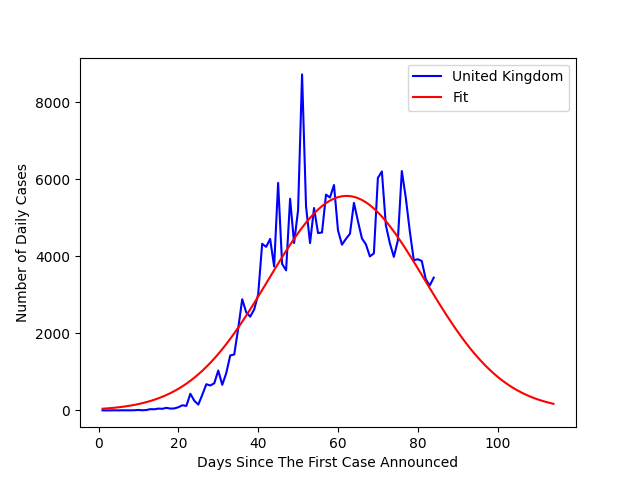 United Kingdom
Fit
8000
6000
4000
2000
0
Number of Daily Cases
0 20 40 60 80 100
Days Since The First Case Announced